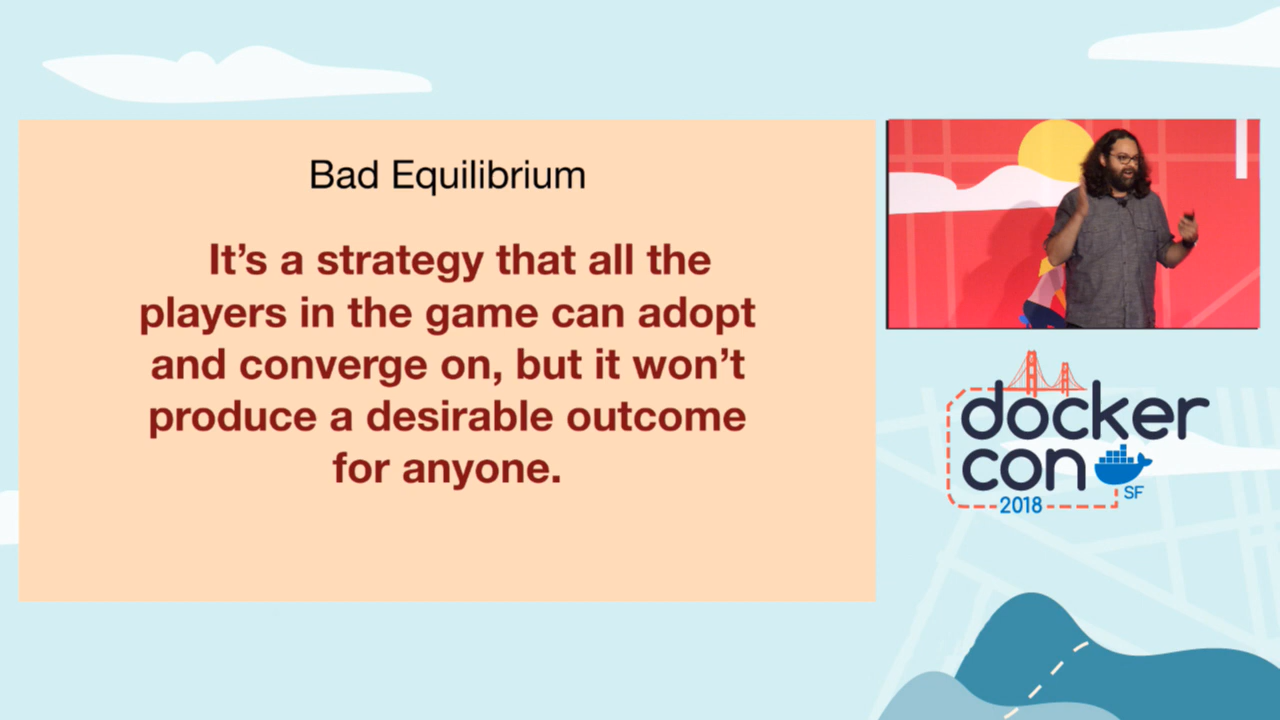 Bad Equilibrium
It’s a strategy that all the
players in the game can adopt
and converge on, but it won’t
produce a desirable outcome
for anyone.
docker
con
SF
2018